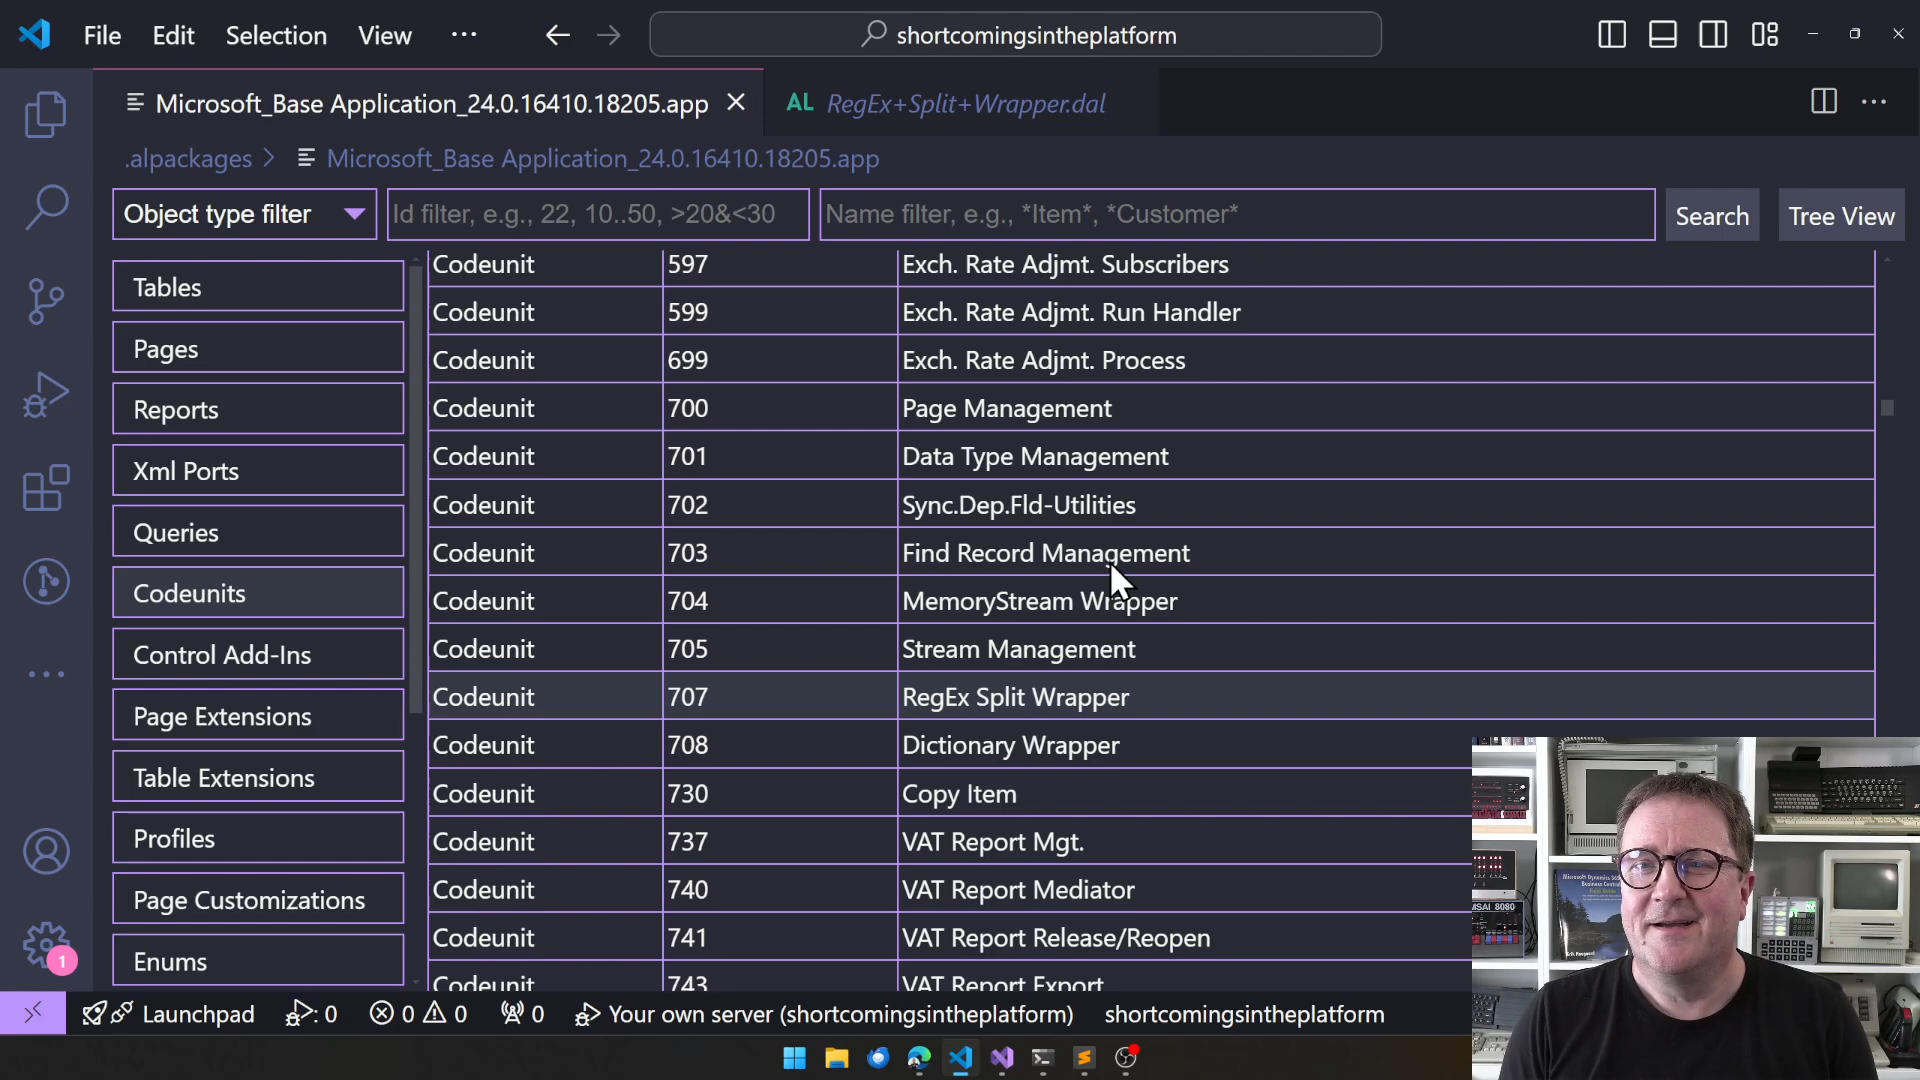 File Edit Selection View ··· shortcomingsintheplatform
Microsoft_Base Application_24.0.16410.18205.app
AL RegEx+Split+Wrapper.dal
.alpackages > Microsoft_Base Application_24.0.16410.18205.app
Object type filter
Id filter, e.g., 22, 10..50, >20&<30
Name filter, e.g., *Item*, *Customer*
Search
Tree View
Tables
Pages
Reports
Xml Ports
Queries
Codeunits
Control Add-Ins
Page Extensions
Table Extensions
Profiles
Page Customizations
Enums
Codeunit 597 Exch. Rate Adjmt. Subscribers
Codeunit 599 Exch. Rate Adjmt. Run Handler
Codeunit 699 Exch. Rate Adjmt. Process
Codeunit 700 Page Management
Codeunit 701 Data Type Management
Codeunit 702 Sync.Dep.Fld-Utilities
Codeunit 703 Find Record Management
Codeunit 704 MemoryStream Wrapper
Codeunit 705 Stream Management
Codeunit 707 RegEx Split Wrapper
Codeunit 708 Dictionary Wrapper
Codeunit 730 Copy Item
Codeunit 737 VAT Report Mgt.
Codeunit 740 VAT Report Mediator
Codeunit 741 VAT Report Release/Reopen
Codeunit 743 VAT Report Export
1
Launchpad : 0 0 0 0 Your own server (shortcomingsintheplatform) shortcomingsintheplatform
Microsoft Dynamics 365
Business Central